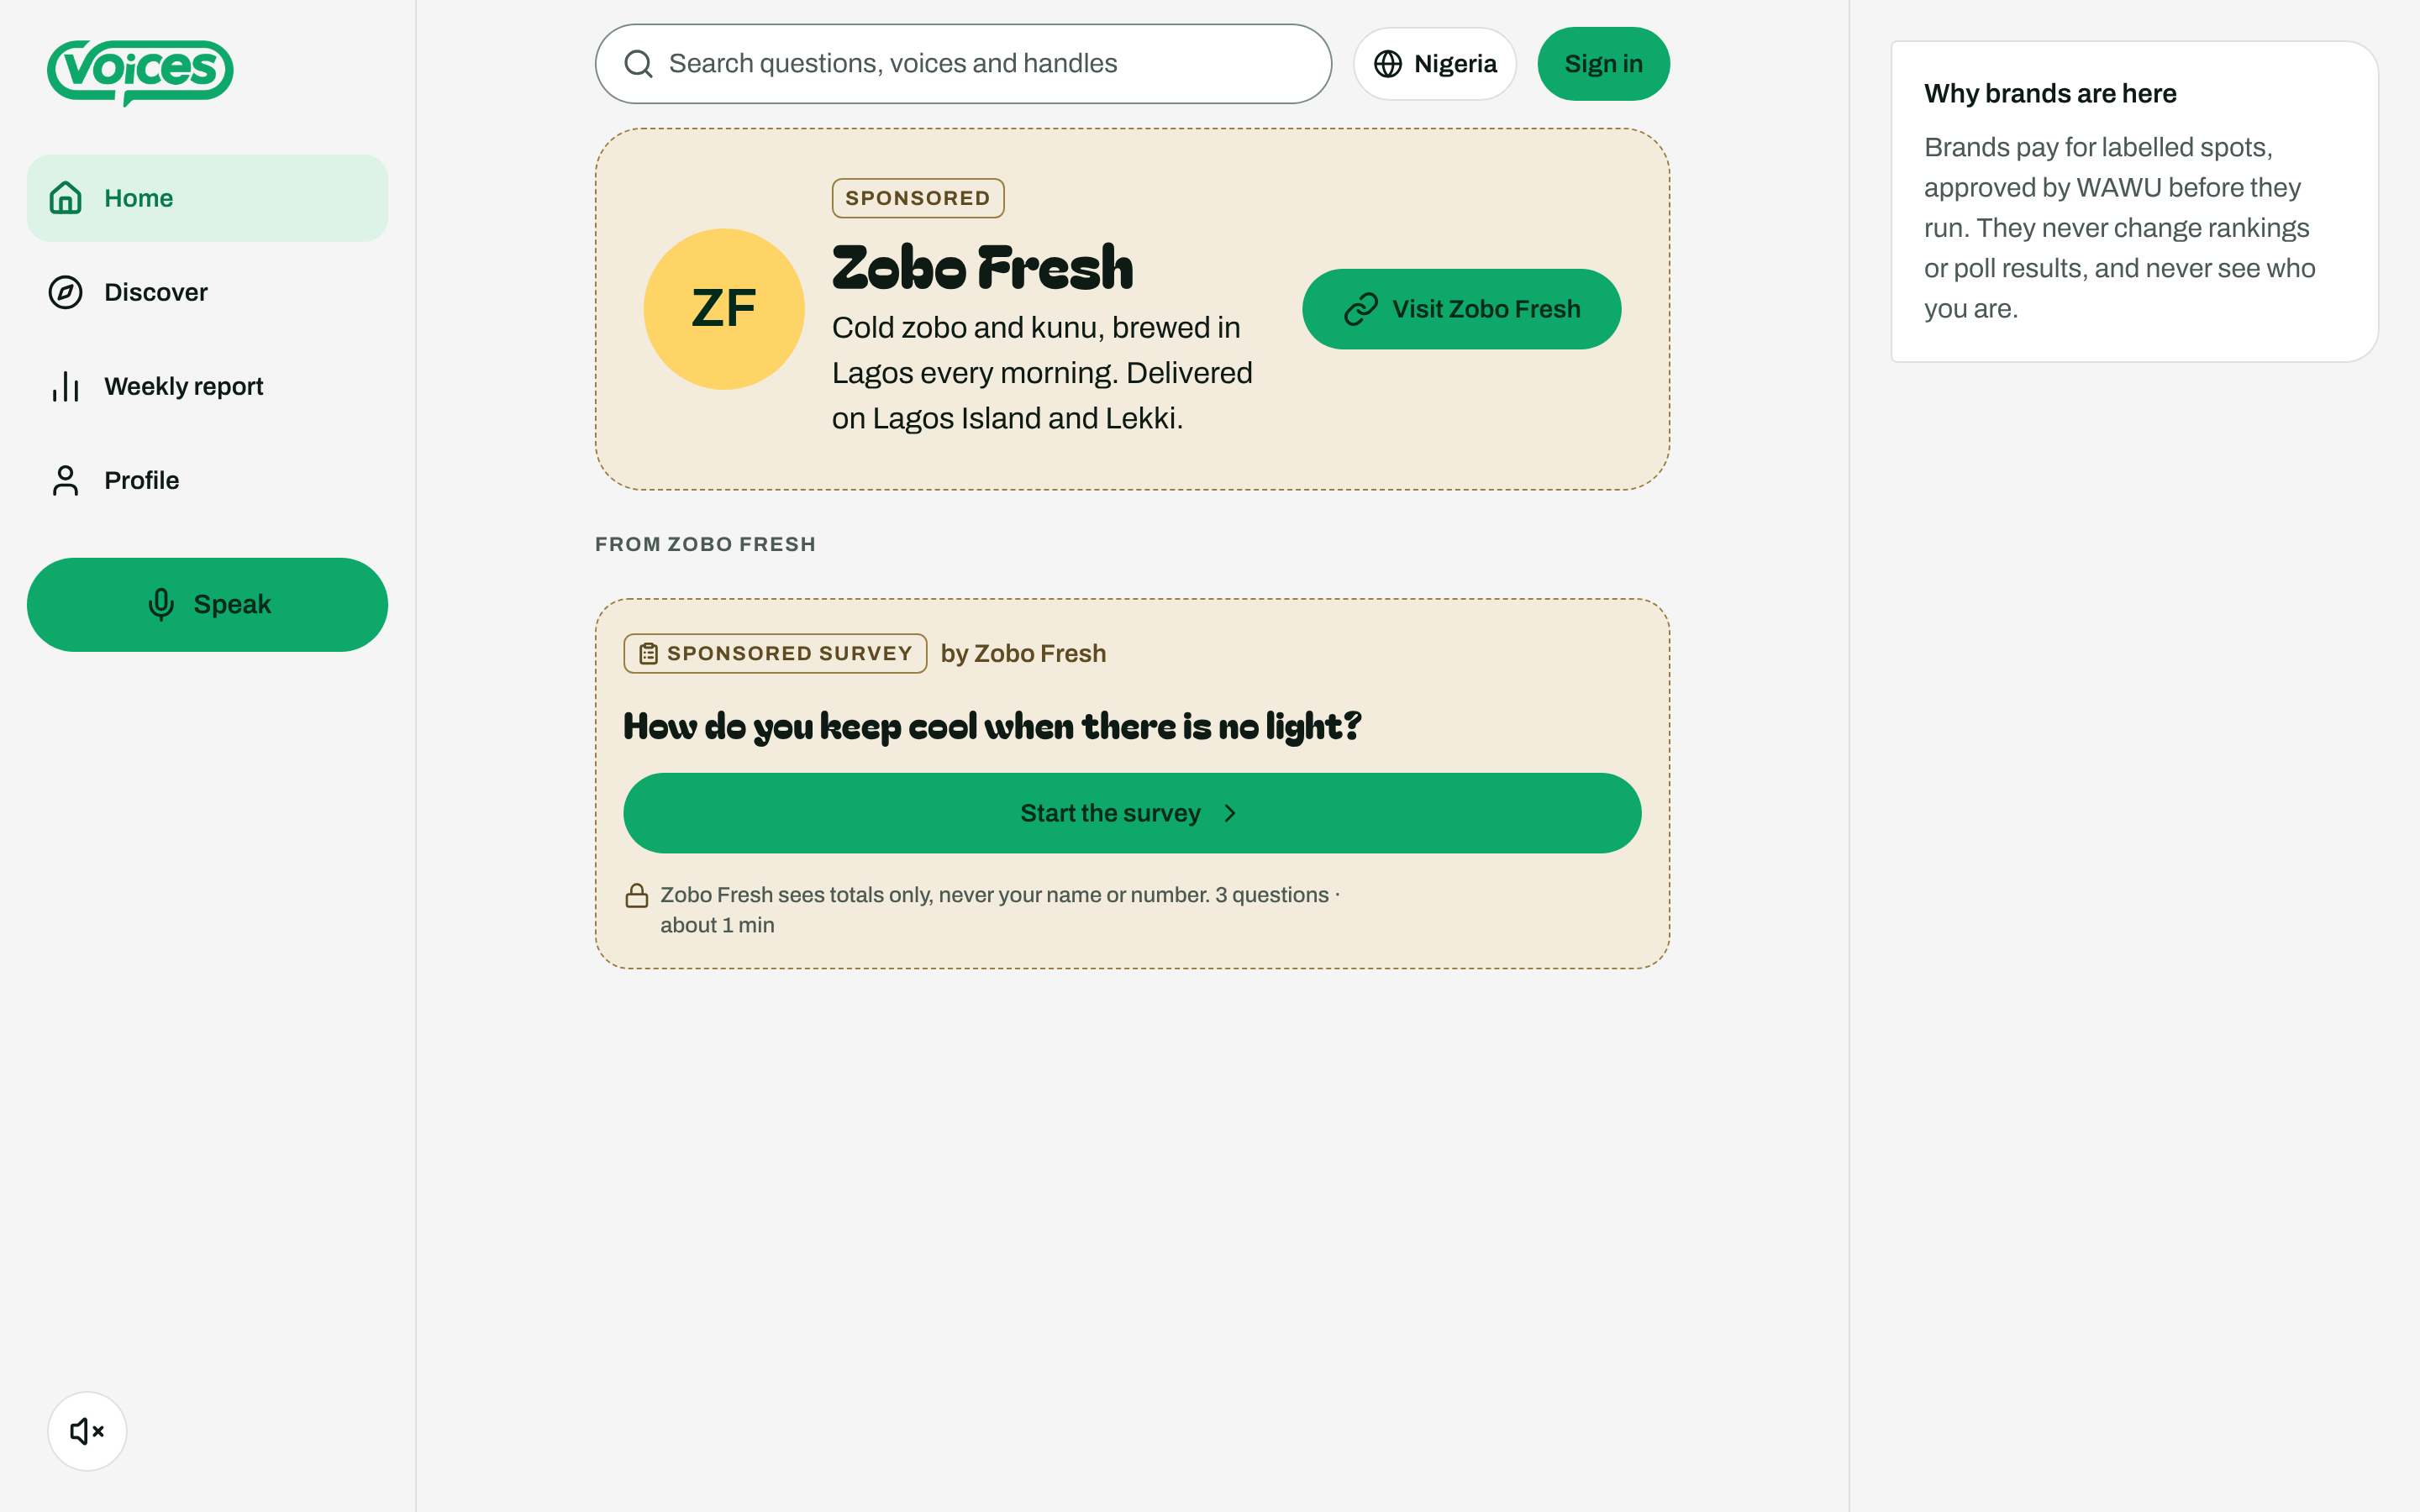 Voices
Home
Discover
Weekly report
Profile
Speak
Search questions, voices and handles
Nigeria
Sign in
SPONSORED
ZF
Zobo Fresh
Cold zobo and kunu, brewed in
Lagos every morning. Delivered
on Lagos Island and Lekki.
Visit Zobo Fresh
FROM ZOBO FRESH
SPONSORED SURVEY by Zobo Fresh
How do you keep cool when there is no light?
Start the survey
Zobo Fresh sees totals only, never your name or number. 3 questions ·
about 1 min
Why brands are here
Brands pay for labelled spots,
approved by WAWU before they
run. They never change rankings
or poll results, and never see who
you are.